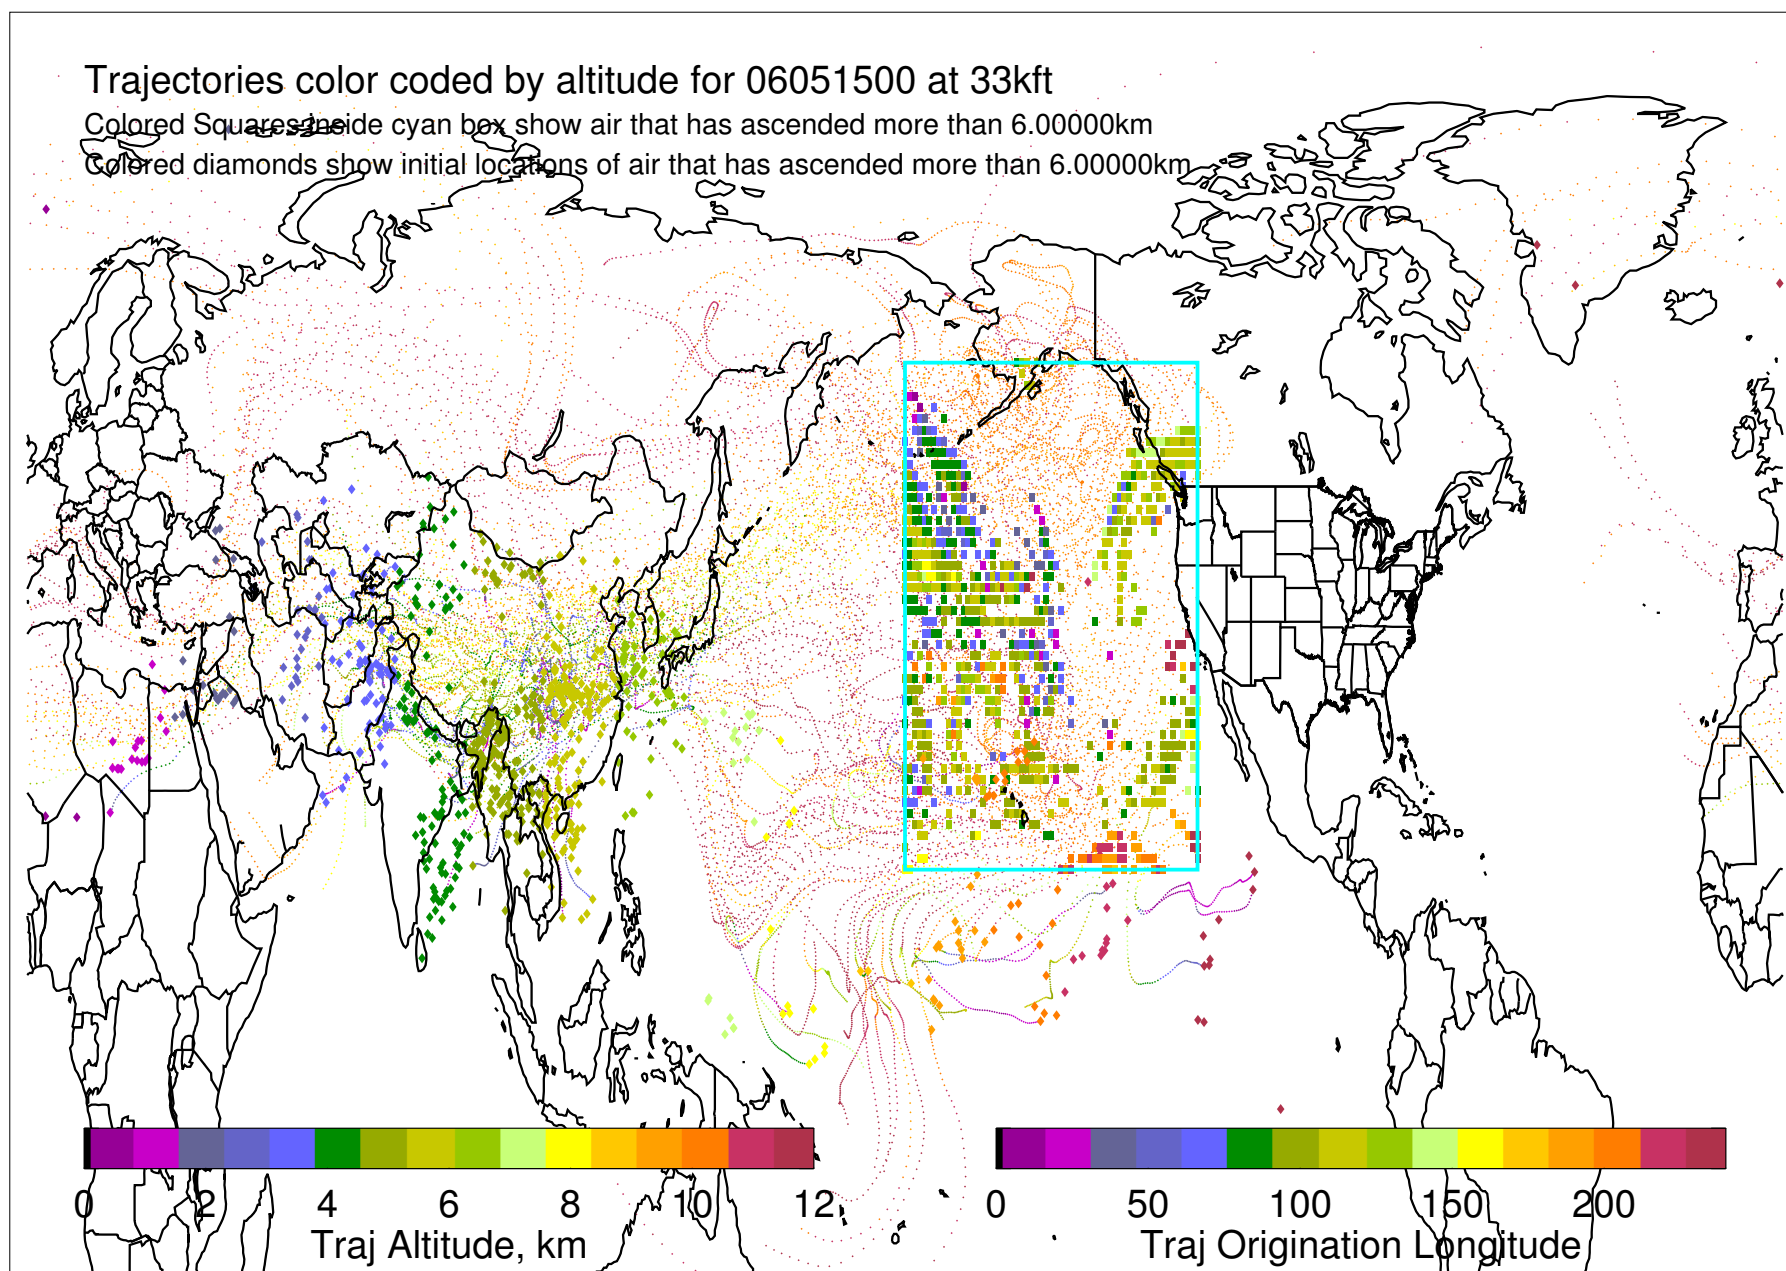 Trajectories color coded by altitude for 06051500 at 33kft
Colored Squares inside cyan box show air that has ascended more than 6.00000km
Colored diamonds show initial locations of air that has ascended more than 6.00000km
0 2 4 6 8 10 12
Traj Altitude, km
0 50 100 150 200
Traj Origination Longitude